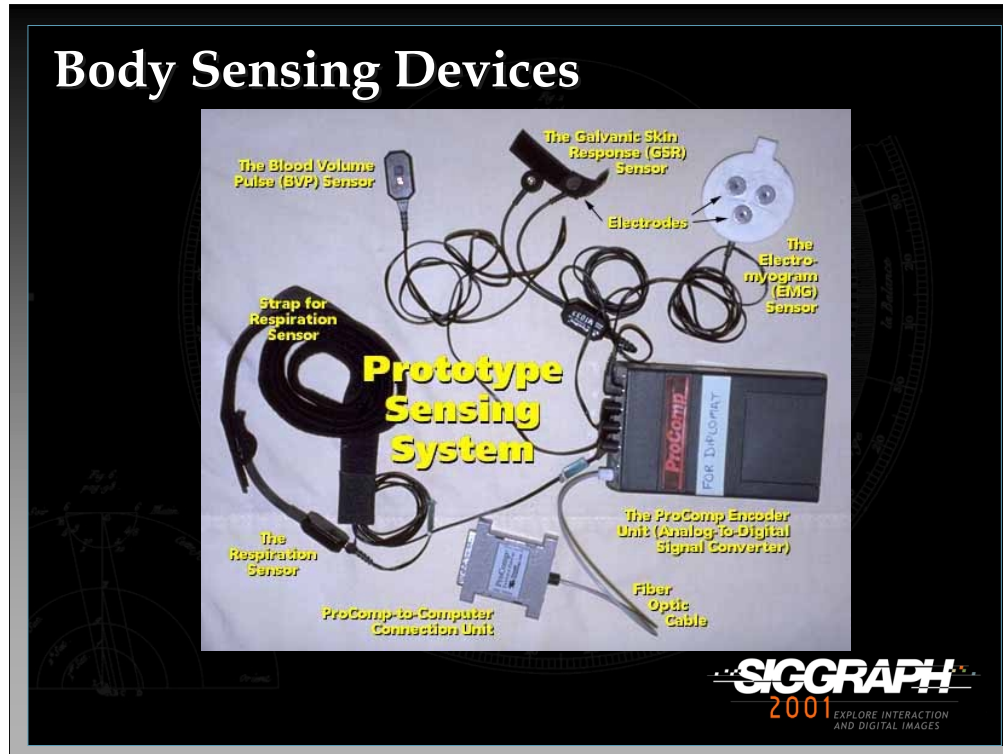 Body Sensing Devices
The Blood Volume
Pulse (BVP) Sensor
The Galvanic Skin
Response (GSR)
Sensor
Electrodes
The
Electro-
myogram
(EMG)
Sensor
Strap for
Respiration
Sensor
Prototype
Sensing
System
ProComp
FOR DIPLOMAT
The ProComp Encoder
Unit (Analog-To-Digital
Signal Converter)
The
Respiration
Sensor
ProComp
ProComp-to-Computer
Connection Unit
Fiber
Optic
Cable
SIGGRAPH
2001 EXPLORE INTERACTION
AND DIGITAL IMAGES